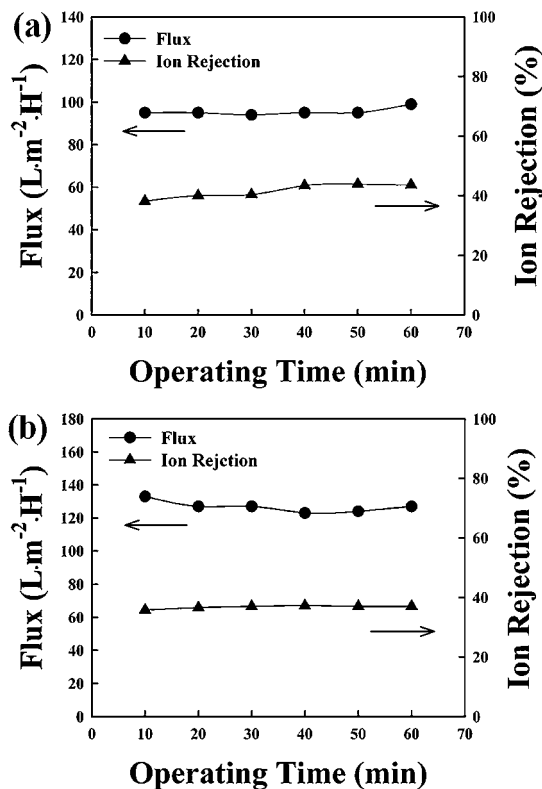 (a)
Flux
Ion Rejection
140
120
100
80
60
40
20
0
100
80
60
40
20
0
0 10 20 30 40 50 60 70
Flux (L·m⁻²·H⁻¹)
Ion Rejection (%)
Operating Time (min)
(b)
Flux
Ion Rejction
180
160
140
120
100
80
60
40
20
0
100
80
60
40
20
0
0 10 20 30 40 50 60 70
Flux (L·m⁻²·H⁻¹)
Ion Rejection (%)
Operating Time (min)